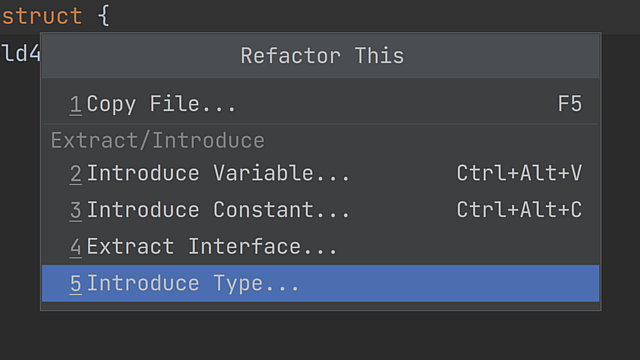 struct {
ld4
Refactor This
1 Copy File... F5
Extract/Introduce
2 Introduce Variable... Ctrl+Alt+V
3 Introduce Constant... Ctrl+Alt+C
4 Extract Interface...
5 Introduce Type...